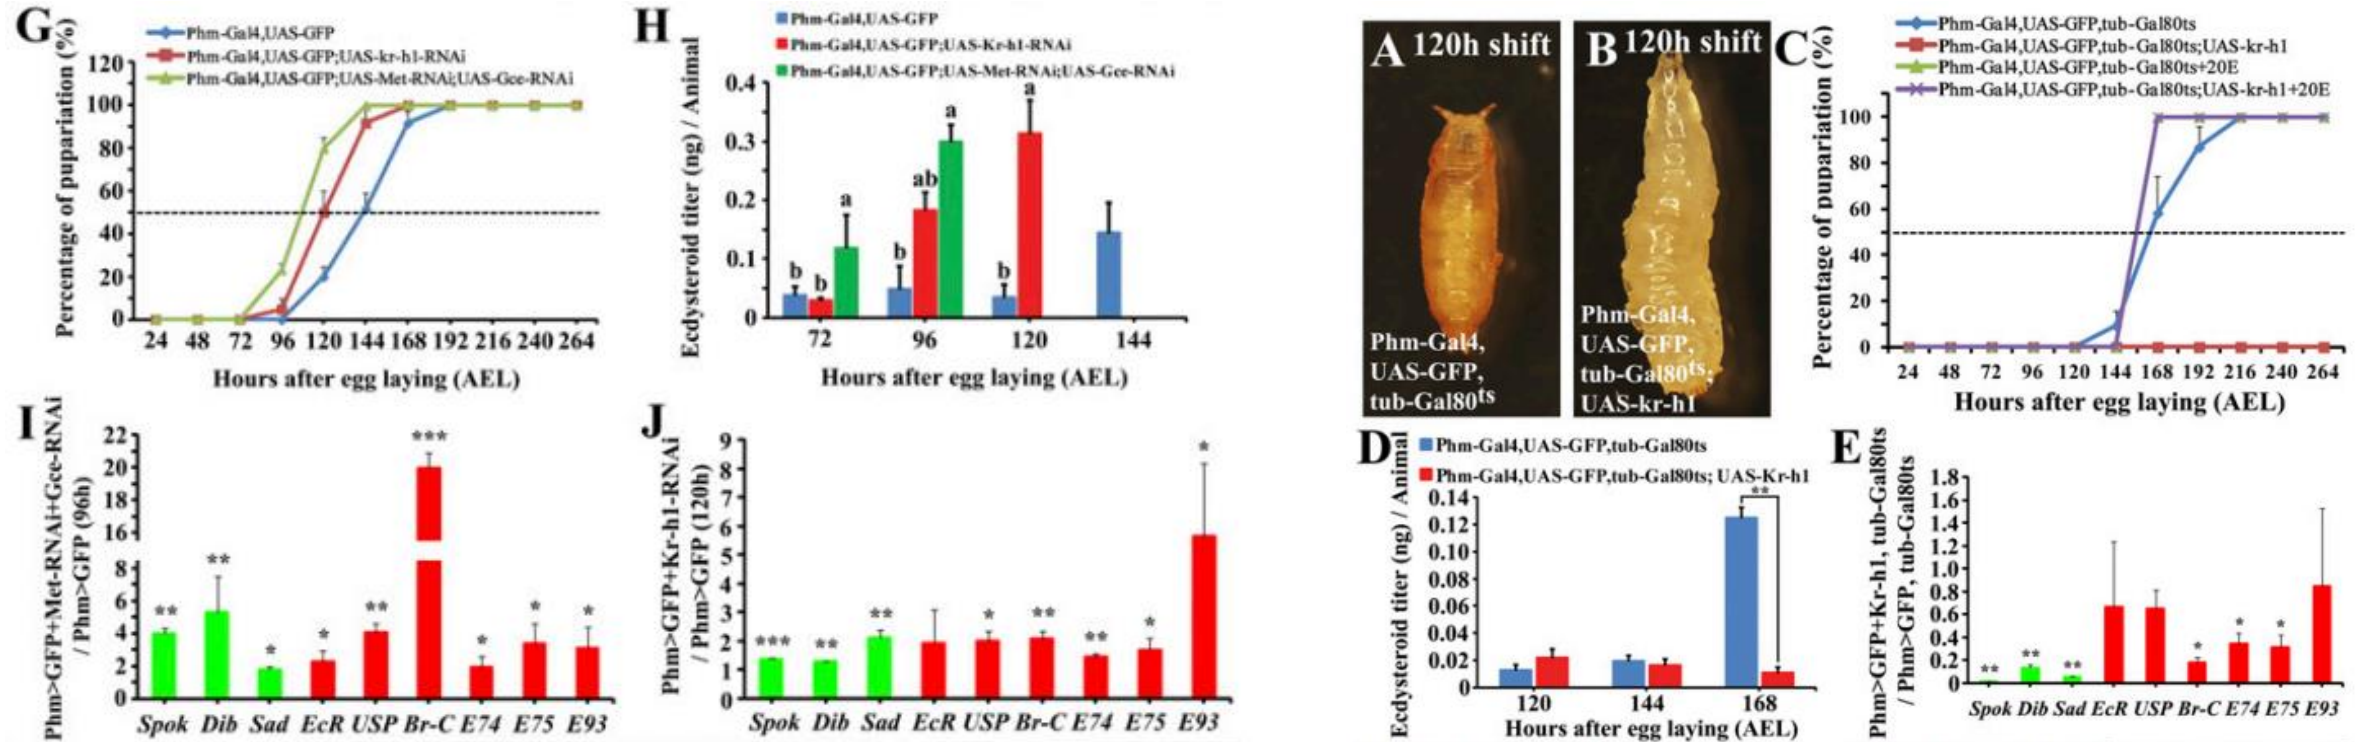 G
Phm-Gal4,UAS-GFP
Phm-Gal4,UAS-GFP;UAS-kr-h1-RNAi
Phm-Gal4,UAS-GFP;UAS-Met-RNAi;UAS-Gce-RNAi
Percentage of pupariation (%)
120
100
80
60
40
20
0
24 48 72 96 120 144 168 192 216 240 264
Hours after egg laying (AEL)
H
Phm-Gal4,UAS-GFP
Phm-Gal4,UAS-GFP;UAS-Kr-h1-RNAi
Phm-Gal4,UAS-GFP;UAS-Met-RNAi;UAS-Gce-RNAi
Ecdysteroid titer (ng) / Animal
0.4
0.3
0.2
0.1
0
b b a
b ab a
b a
72 96 120 144
Hours after egg laying (AEL)
A 120h shift
Phm-Gal4,
UAS-GFP,
tub-Gal80ts
B 120h shift
Phm-Gal4,
UAS-GFP,
tub-Gal80ts;
UAS-kr-h1
C
Phm-Gal4,UAS-GFP,tub-Gal80ts
Phm-Gal4,UAS-GFP,tub-Gal80ts;UAS-kr-h1
Phm-Gal4,UAS-GFP,tub-Gal80ts+20E
Phm-Gal4,UAS-GFP,tub-Gal80ts;UAS-kr-h1+20E
Percentage of pupariation (%)
100
80
60
40
20
0
24 48 72 96 120 144 168 192 216 240 264
Hours after egg laying (AEL)
I
Phm>GFP+Met-RNAi+Gce-RNAi
/ Phm>GFP (96h)
22
20
18
16
8
6
4
2
0
** ** * * ** *** * * *
Spok Dib Sad EcR USP Br-C E74 E75 E93
J
Phm>GFP+Kr-h1-RNAi
/ Phm>GFP (120h)
9
8
7
6
5
4
3
2
1
0
*** ** ** * ** ** * *
Spok Dib Sad EcR USP Br-C E74 E75 E93
D
Phm-Gal4,UAS-GFP,tub-Gal80ts
Phm-Gal4,UAS-GFP,tub-Gal80ts; UAS-Kr-h1
Ecdysteroid titer (ng) / Animal
0.14
0.12
0.10
0.08
0.06
0.04
0.02
0
**
120 144 168
Hours after egg laying (AEL)
E
Phm>GFP+Kr-h1, tub-Gal80ts
/ Phm>GFP, tub-Gal80ts
1.8
1.6
1.4
1.2
1.0
0.8
0.6
0.4
0.2
0
** ** ** * * *
Spok Dib Sad EcR USP Br-C E74 E75 E93